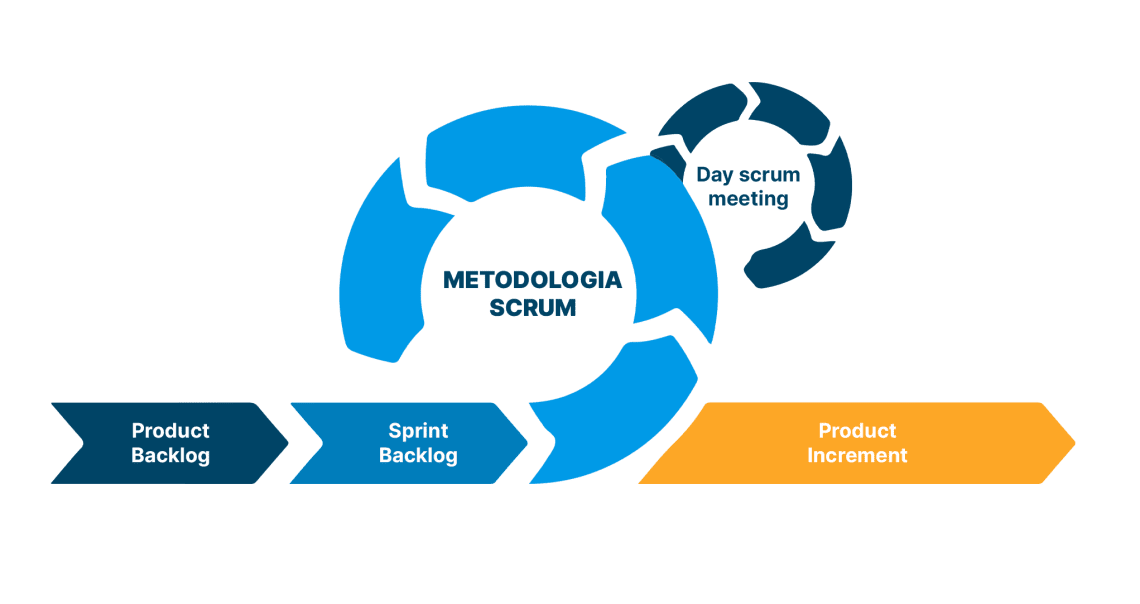 Day scrum
meeting
METODOLOGIA
SCRUM
Product
Backlog
Sprint
Backlog
Product
Increment